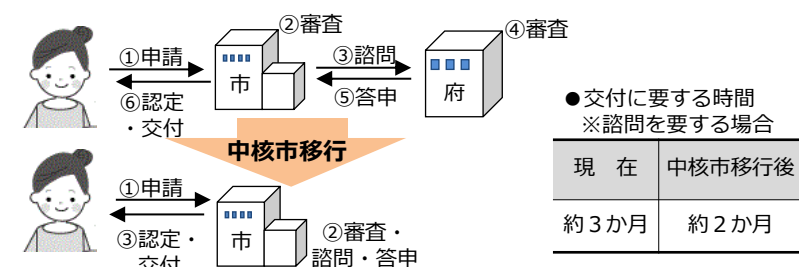 ②審査
④審査
①申請
③諮問
市
府
⑥認定
・交付
⑤答申
中核市移行
①申請
③認定・
交付
市
②審査・
諮問・答申
●交付に要する時間
※諮問を要する場合
現　在 中核市移行後
約３か月 約２か月